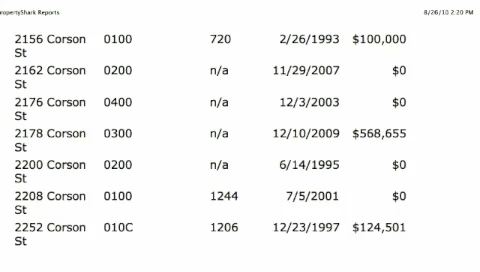 ropertyShark Reports 8/26/10 2:20 PM
2156 Corson 0100 720 2/26/1993 $100,000
St
2162 Corson 0200 n/a 11/29/2007 $0
St
2176 Corson 0400 n/a 12/3/2003 $0
St
2178 Corson 0300 n/a 12/10/2009 $568,655
St
2200 Corson 0200 n/a 6/14/1995 $0
St
2208 Corson 0100 1244 7/5/2001 $0
St
2252 Corson 010C 1206 12/23/1997 $124,501
St